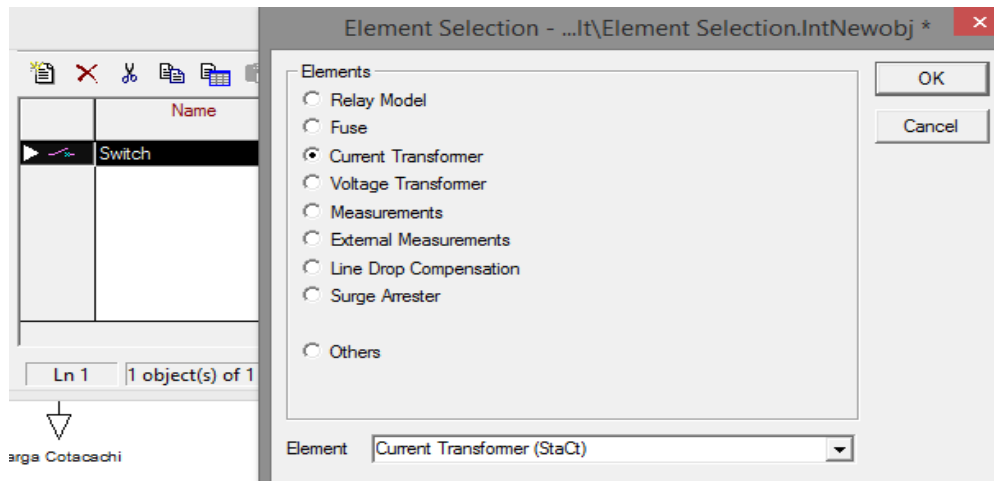 Element Selection - ...lt\Element Selection.IntNewobj *
Name
Switch
Ln 1
1 object(s) of 1
arga Cotacachi
Elements
Relay Model
Fuse
Current Transformer
Voltage Transformer
Measurements
External Measurements
Line Drop Compensation
Surge Arrester
Others
Element
Current Transformer (StaCt)
OK
Cancel